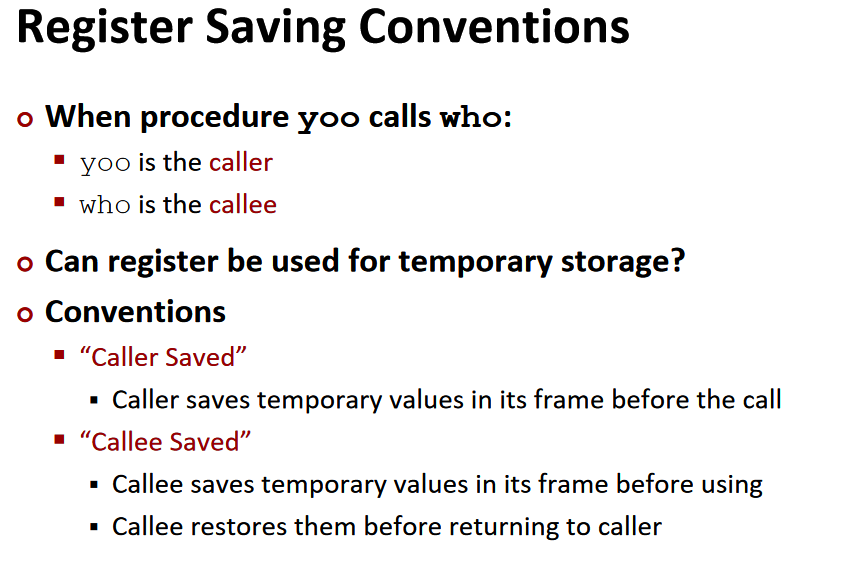 Register Saving Conventions
When procedure yoo calls who:
yoo is the caller
who is the callee
Can register be used for temporary storage?
Conventions
“Caller Saved”
Caller saves temporary values in its frame before the call
“Callee Saved”
Callee saves temporary values in its frame before using
Callee restores them before returning to caller